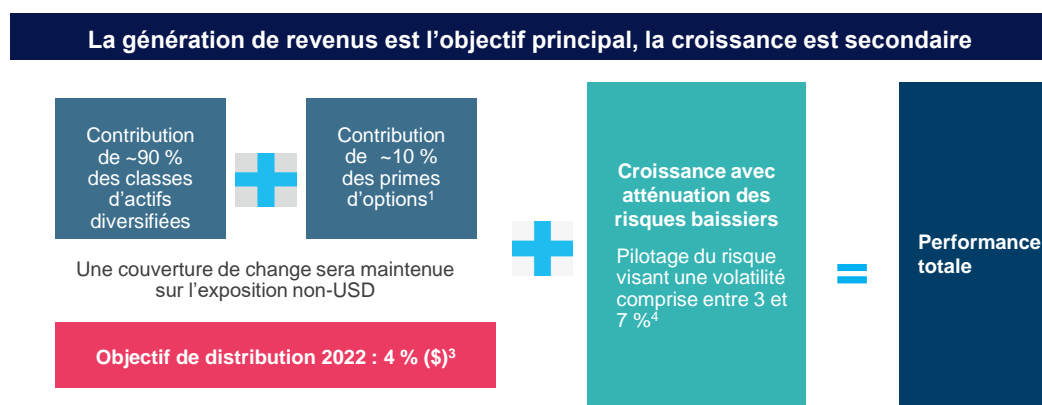 La génération de revenus est l’objectif principal, la croissance est secondaire
Contribution
de ~90 %
des classes
d’actifs
diversifiées
Contribution
de ~10 %
des primes
d’options¹
Une couverture de change sera maintenue
sur l’exposition non-USD
Objectif de distribution 2022 : 4 % ($)³
Croissance avec
atténuation des
risques baissiers
Pilotage du risque
visant une volatilité
comprise entre 3 et
7 %⁴
Performance
totale